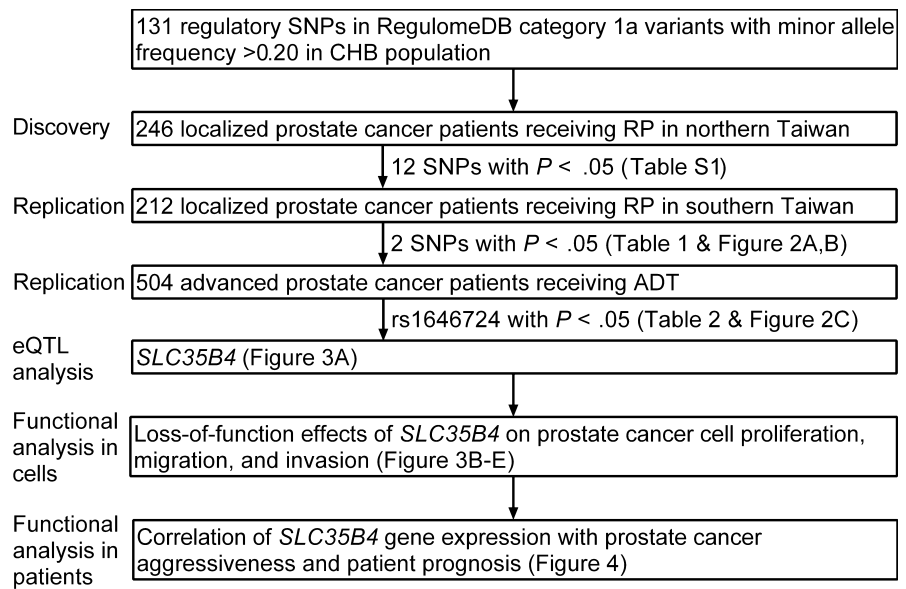 131 regulatory SNPs in RegulomeDB category 1a variants with minor allele
frequency >0.20 in CHB population
Discovery
246 localized prostate cancer patients receiving RP in northern Taiwan
12 SNPs with P < .05 (Table S1)
Replication
212 localized prostate cancer patients receiving RP in southern Taiwan
2 SNPs with P < .05 (Table 1 & Figure 2A,B)
Replication
504 advanced prostate cancer patients receiving ADT
rs1646724 with P < .05 (Table 2 & Figure 2C)
eQTL
analysis
SLC35B4 (Figure 3A)
Functional
analysis in
cells
Loss-of-function effects of SLC35B4 on prostate cancer cell proliferation,
migration, and invasion (Figure 3B-E)
Functional
analysis in
patients
Correlation of SLC35B4 gene expression with prostate cancer
aggressiveness and patient prognosis (Figure 4)